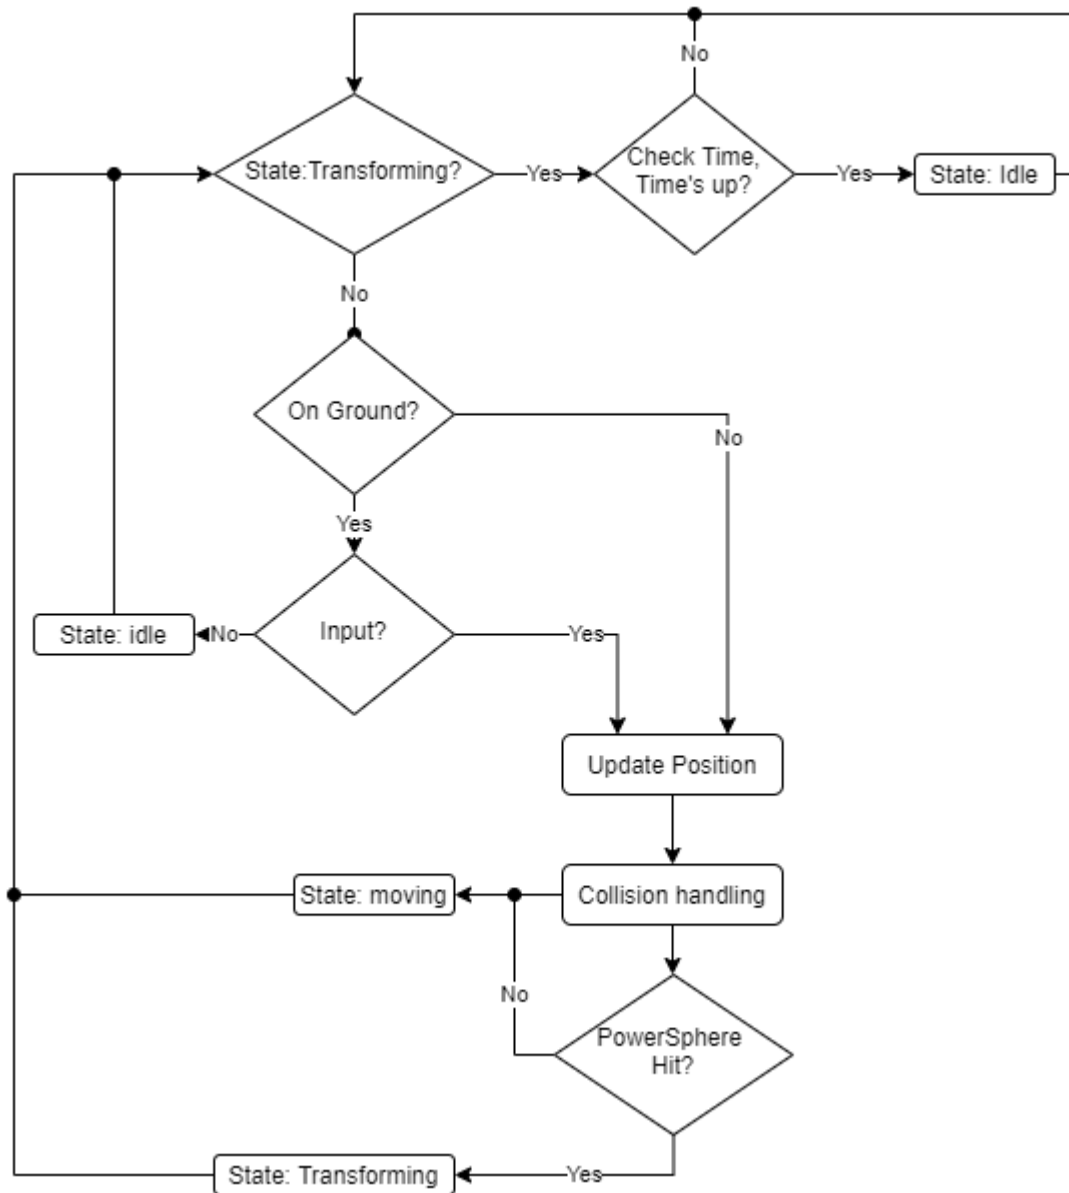 No
State:Transforming?
Yes
Check Time,
Time's up?
Yes
State: Idle
No
On Ground?
No
Yes
State: idle
No
Input?
Yes
Update Position
State: moving
Collision handling
No
PowerSphere
Hit?
State: Transforming
Yes